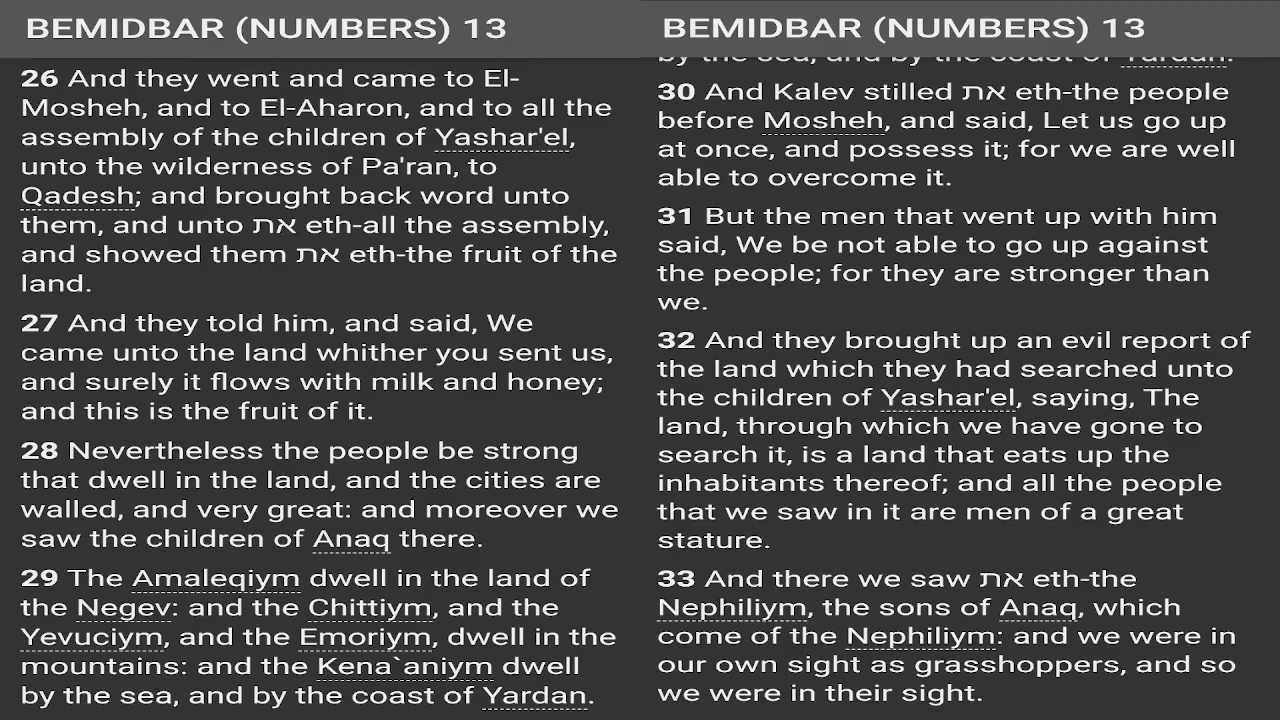 BEMIDBAR (NUMBERS) 13
26 And they went and came to El-
Mosheh, and to El-Aharon, and to all the
assembly of the children of Yashar'el,
unto the wilderness of Pa'ran, to
Qadesh; and brought back word unto
them, and unto את eth-all the assembly,
and showed them את eth-the fruit of the
land.
27 And they told him, and said, We
came unto the land whither you sent us,
and surely it flows with milk and honey;
and this is the fruit of it.
28 Nevertheless the people be strong
that dwell in the land, and the cities are
walled, and very great: and moreover we
saw the children of Anaq there.
29 The Amaleqiym dwell in the land of
the Negev: and the Chittiym, and the
Yevuciym, and the Emoriym, dwell in the
mountains: and the Kena`aniym dwell
by the sea, and by the coast of Yardan.
BEMIDBAR (NUMBERS) 13
by the sea, and by the coast of Yardan.
30 And Kalev stilled את eth-the people
before Mosheh, and said, Let us go up
at once, and possess it; for we are well
able to overcome it.
31 But the men that went up with him
said, We be not able to go up against
the people; for they are stronger than
we.
32 And they brought up an evil report of
the land which they had searched unto
the children of Yashar'el, saying, The
land, through which we have gone to
search it, is a land that eats up the
inhabitants thereof; and all the people
that we saw in it are men of a great
stature.
33 And there we saw את eth-the
Nephiliym, the sons of Anaq, which
come of the Nephiliym: and we were in
our own sight as grasshoppers, and so
we were in their sight.